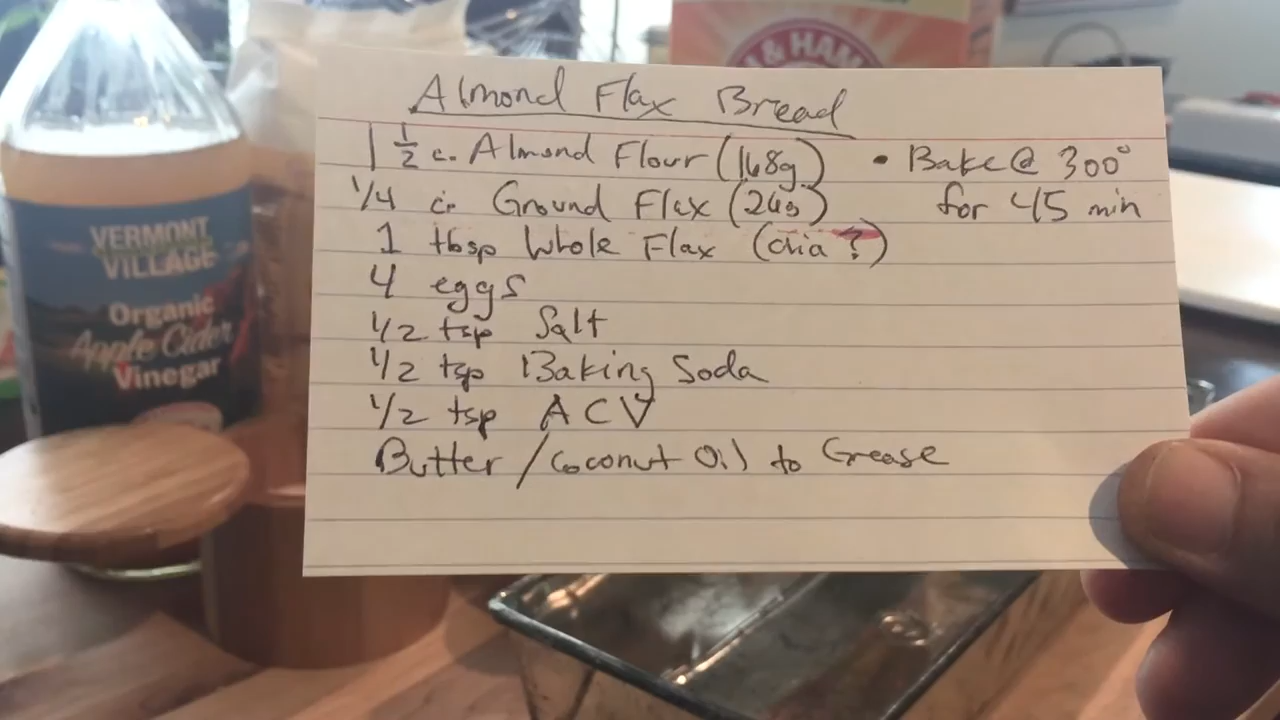 & HAM
Almond Flax Bread
1 1/2 c. Almond Flour (168g)
1/4 c. Ground Flax (24g)
1 tbsp Whole Flax (chia?)
4 eggs
1/2 tsp Salt
1/2 tsp Baking Soda
1/2 tsp ACV
Butter/Coconut Oil to Grease
• Bake @ 300°
for 45 min
VERMONT
VILLAGE
Organic
Apple Cider
Vinegar